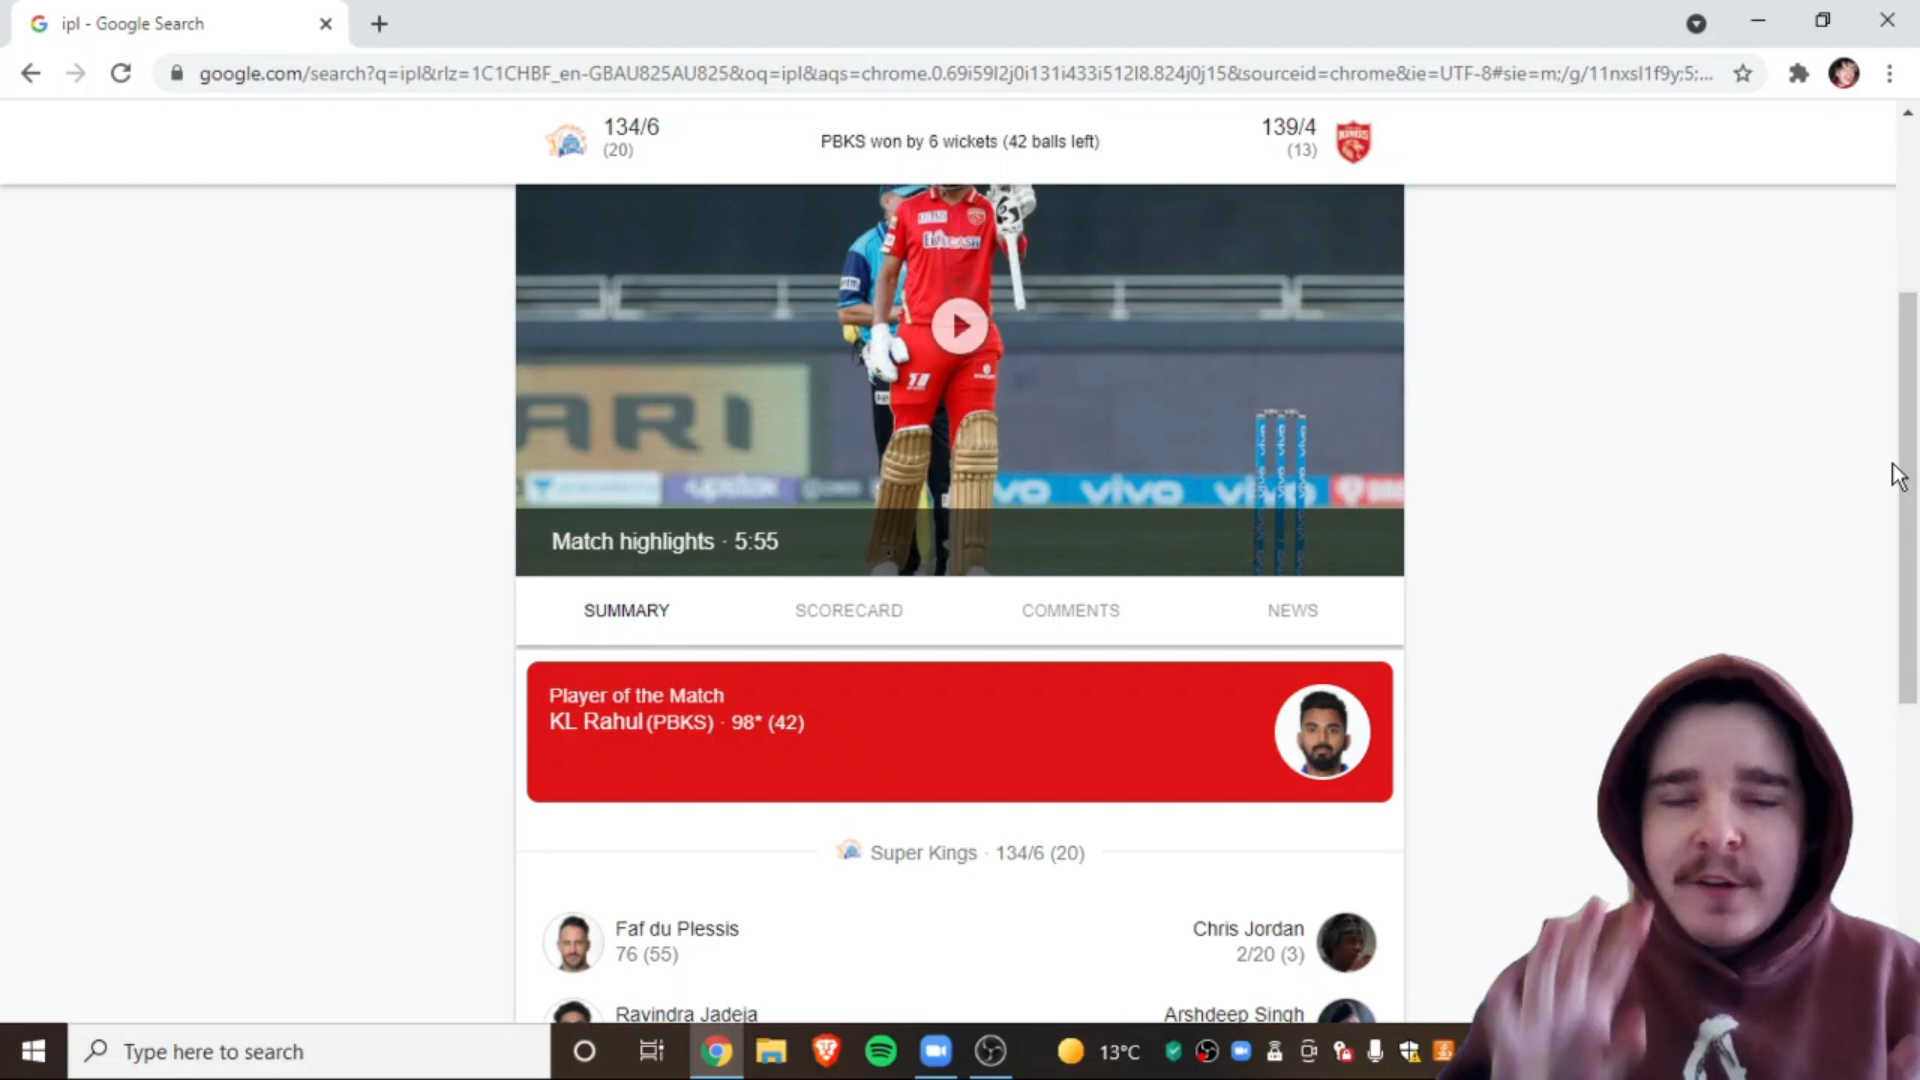 ipl - Google Search
google.com/search?q=ipl&rlz=1C1CHBF_en-GBAU825AU825&oq=ipl&aqs=chrome.0.69i59l2j0i131i433i512l8.824j0j15&sourceid=chrome&ie=UTF-8#sie=m;/g/11nxsl1f9y;5;...
134/6
(20)
PBKS won by 6 wickets (42 balls left)
139/4
(13)
KINGS
ARI
upstox
vivo vivo
Match highlights · 5:55
SUMMARY SCORECARD COMMENTS NEWS
Player of the Match
KL Rahul (PBKS) · 98* (42)
Super Kings · 134/6 (20)
Faf du Plessis
76 (55)
Chris Jordan
2/20 (3)
Ravindra Jadeja
Arshdeep Singh
Type here to search
13°C